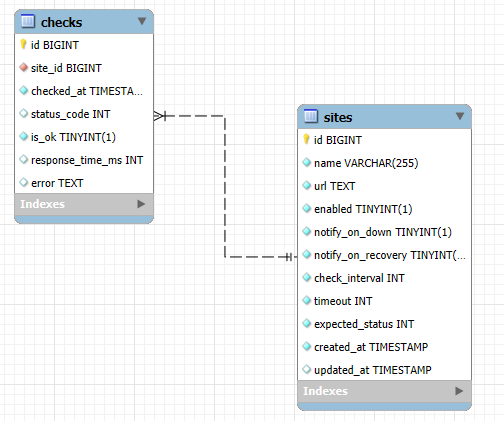 checks
id BIGINT
site_id BIGINT
checked_at TIMESTA...
status_code INT
is_ok TINYINT(1)
response_time_ms INT
error TEXT
Indexes
sites
id BIGINT
name VARCHAR(255)
url TEXT
enabled TINYINT(1)
notify_on_down TINYINT(1)
notify_on_recovery TINYINT(...
check_interval INT
timeout INT
expected_status INT
created_at TIMESTAMP
updated_at TIMESTAMP
Indexes